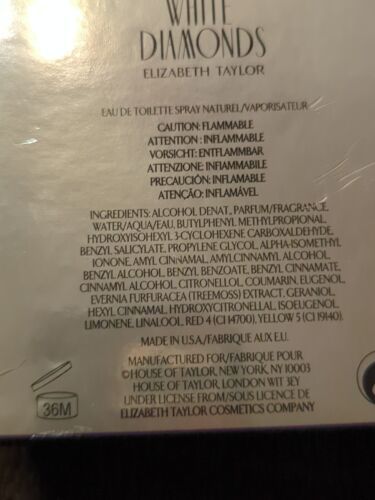 WHITE
DIAMONDS
ELIZABETH TAYLOR
EAU DE TOILETTE SPRAY NATUREL/VAPORISATEUR
CAUTION: FLAMMABLE
ATTENTION : INFLAMMABLE
VORSICHT: ENTFLAMMBAR
ATTENZIONE: INFIAMMABILE
PRECAUCIÓN: INFLAMABLE
ATENÇÃO: INFLAMÁVEL
INGREDIENTS: ALCOHOL DENAT., PARFUM/FRAGRANCE,
WATER/AQUA/EAU, BUTYLPHENYL METHYLPROPIONAL,
HYDROXYISOHEXYL 3-CYCLOHEXENE CARBOXALDEHYDE,
BENZYL SALICYLATE, PROPYLENE GLYCOL, ALPHA-ISOMETHYL
IONONE, AMYL CINNAMAL, AMYLCINNAMYL ALCOHOL,
BENZYL ALCOHOL, BENZYL BENZOATE, BENZYL CINNAMATE,
CINNAMYL ALCOHOL, CITRONELLOL, COUMARIN, EUGENOL,
EVERNIA FURFURACEA (TREEMOSS) EXTRACT, GERANIOL,
HEXYL CINNAMAL, HYDROXYCITRONELLAL, ISOEUGENOL,
LIMONENE, LINALOOL, RED 4 (CI 14700), YELLOW 5 (CI 19140).
MADE IN U.S.A./FABRIQUE AUX E.U.
MANUFACTURED FOR/FABRIQUE POUR
©HOUSE OF TAYLOR, NEW YORK, NY 10003
HOUSE OF TAYLOR, LONDON W1T 3EY
UNDER LICENSE FROM/SOUS LICENCE DE
ELIZABETH TAYLOR COSMETICS COMPANY
36M